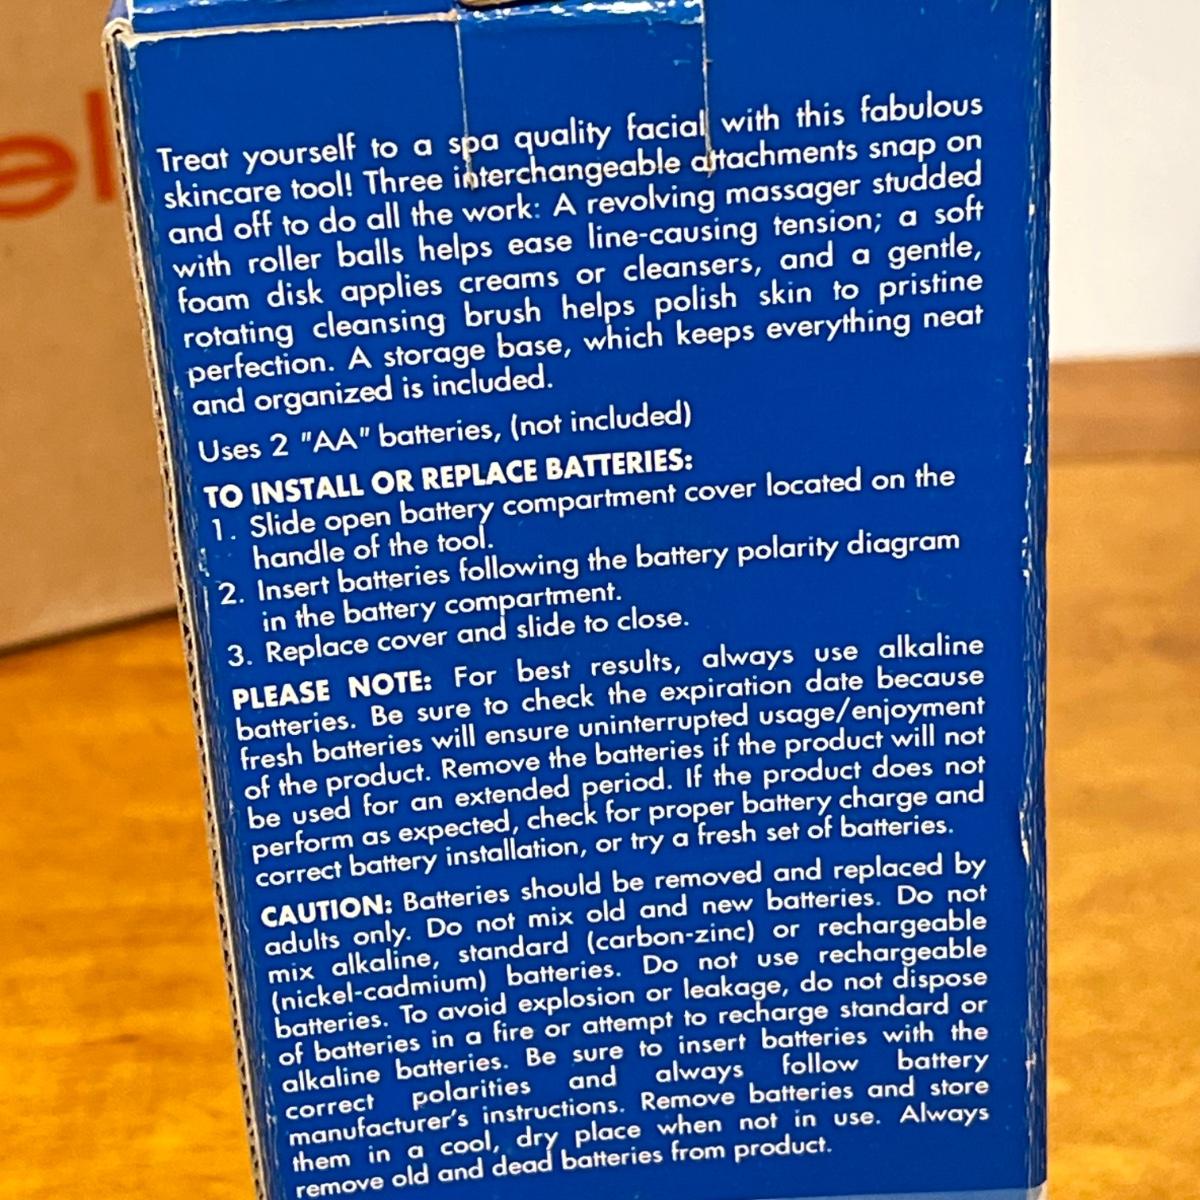 el
Treat yourself to a spa quality facial with this fabulous
skincare tool! Three interchangeable attachments snap on
and off to do all the work: A revolving massager studded
with roller balls helps ease line-causing tension; a soft
foam disk applies creams or cleansers, and a gentle,
rotating cleansing brush helps polish skin to pristine
perfection. A storage base, which keeps everything neat
and organized is included.
Uses 2 "AA" batteries, (not included)
TO INSTALL OR REPLACE BATTERIES:
1. Slide open battery compartment cover located on the
handle of the tool.
2. Insert batteries following the battery polarity diagram
in the battery compartment.
3. Replace cover and slide to close.
PLEASE NOTE: For best results, always use alkaline
batteries. Be sure to check the expiration date because
fresh batteries will ensure uninterrupted usage/enjoyment
of the product. Remove the batteries if the product will not
be used for an extended period. If the product does not
perform as expected, check for proper battery charge and
correct battery installation, or try a fresh set of batteries.
CAUTION: Batteries should be removed and replaced by
adults only. Do not mix old and new batteries. Do not
mix alkaline, standard (carbon-zinc) or rechargeable
(nickel-cadmium) batteries. Do not use rechargeable
batteries. To avoid explosion or leakage, do not dispose
of batteries in a fire or attempt to recharge standard or
alkaline batteries. Be sure to insert batteries with the
correct polarities and always follow battery
manufacturer's instructions. Remove batteries and store
them in a cool, dry place when not in use. Always
remove old and dead batteries from product.